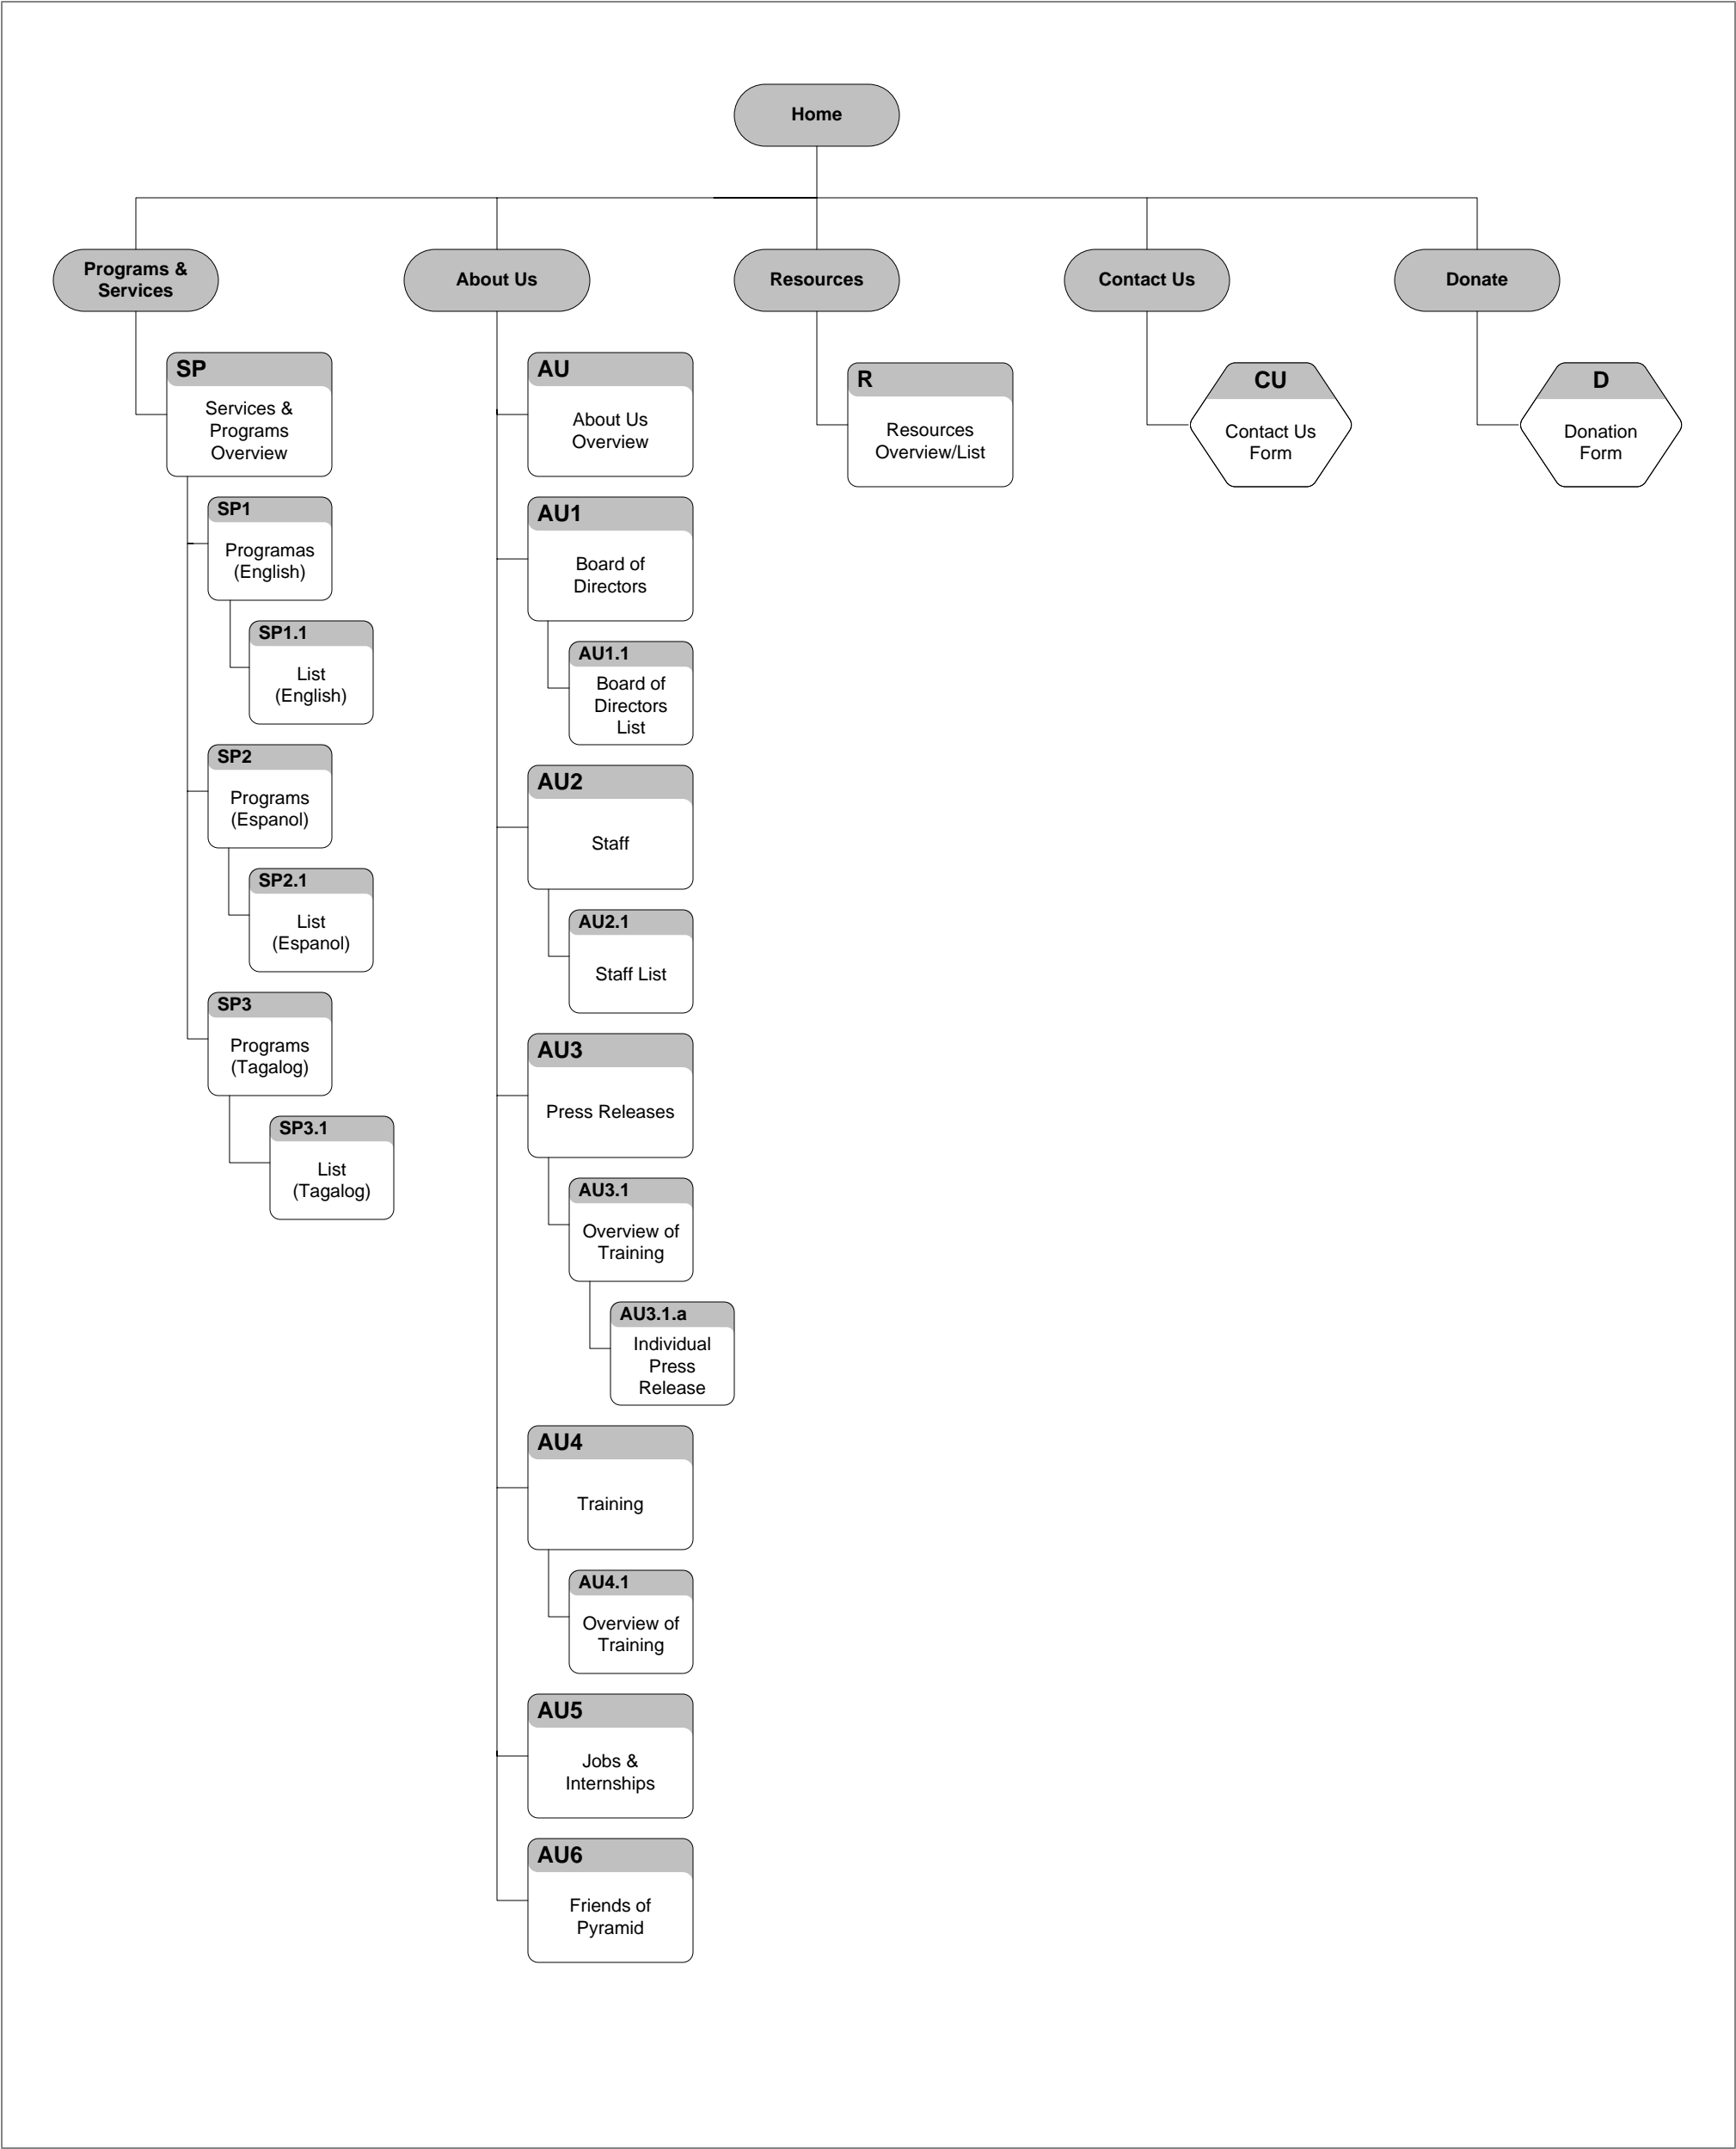 Home
Programs &
Services
About Us
Resources
Contact Us
Donate
SP
Services &
Programs
Overview
SP1
Programas
(English)
SP1.1
List
(English)
SP2
Programs
(Espanol)
SP2.1
List
(Espanol)
SP3
Programs
(Tagalog)
SP3.1
List
(Tagalog)
AU
About Us
Overview
AU1
Board of
Directors
AU1.1
Board of
Directors
List
AU2
Staff
AU2.1
Staff List
AU3
Press Releases
AU3.1
Overview of
Training
AU3.1.a
Individual
Press
Release
AU4
Training
AU4.1
Overview of
Training
AU5
Jobs &
Internships
AU6
Friends of
Pyramid
R
Resources
Overview/List
CU
Contact Us
Form
D
Donation
Form